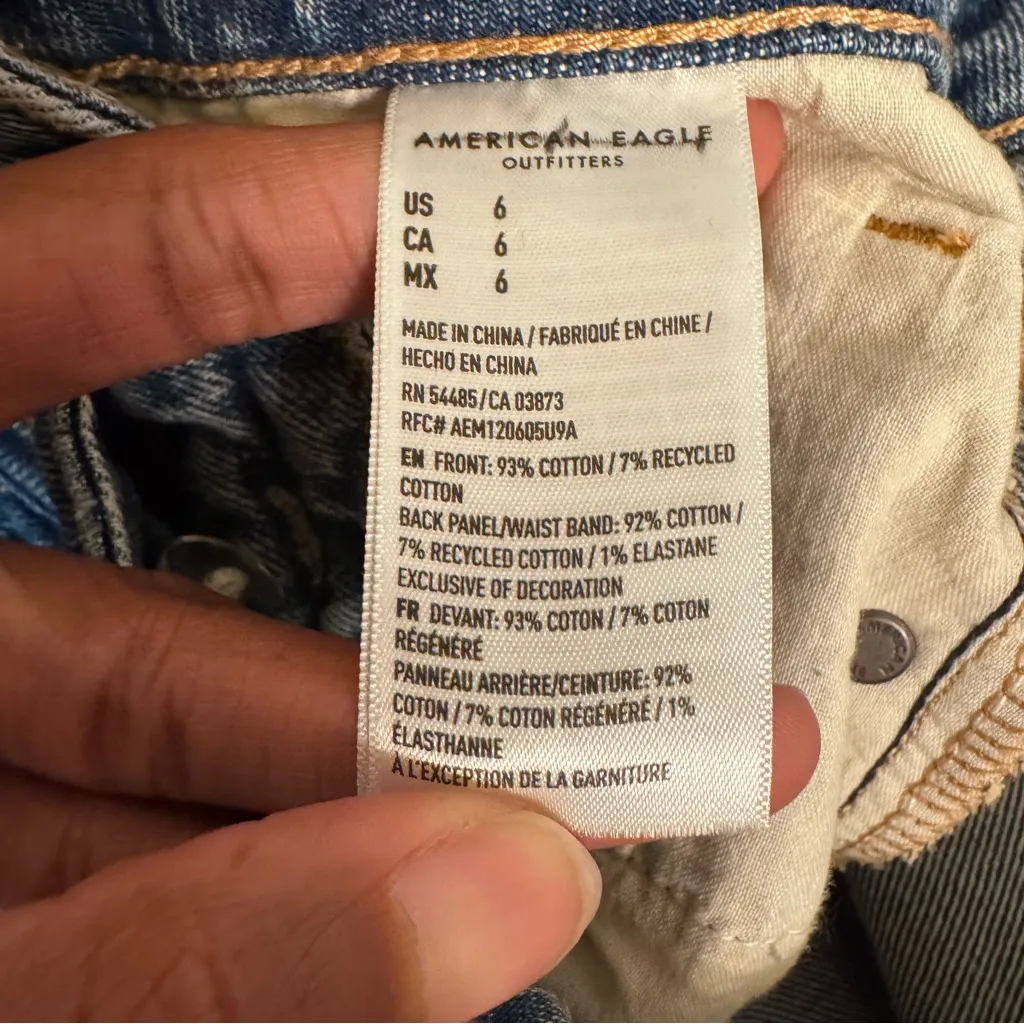 AMERICAN EAGLE
OUTFITTERS
US 6
CA 6
MX 6
MADE IN CHINA / FABRIQUÉ EN CHINE /
HECHO EN CHINA
RN 54485/CA 03873
RFC# AEM120605U9A
EN FRONT: 93% COTTON / 7% RECYCLED
COTTON
BACK PANEL/WAIST BAND: 92% COTTON /
7% RECYCLED COTTON / 1% ELASTANE
EXCLUSIVE OF DECORATION
FR DEVANT: 93% COTON / 7% COTON
RÉGÉNÉRÉ
PANNEAU ARRIÈRE/CEINTURE: 92%
COTON / 7% COTON RÉGÉNÉRÉ / 1%
ÉLASTHANNE
À L'EXCEPTION DE LA GARNITURE